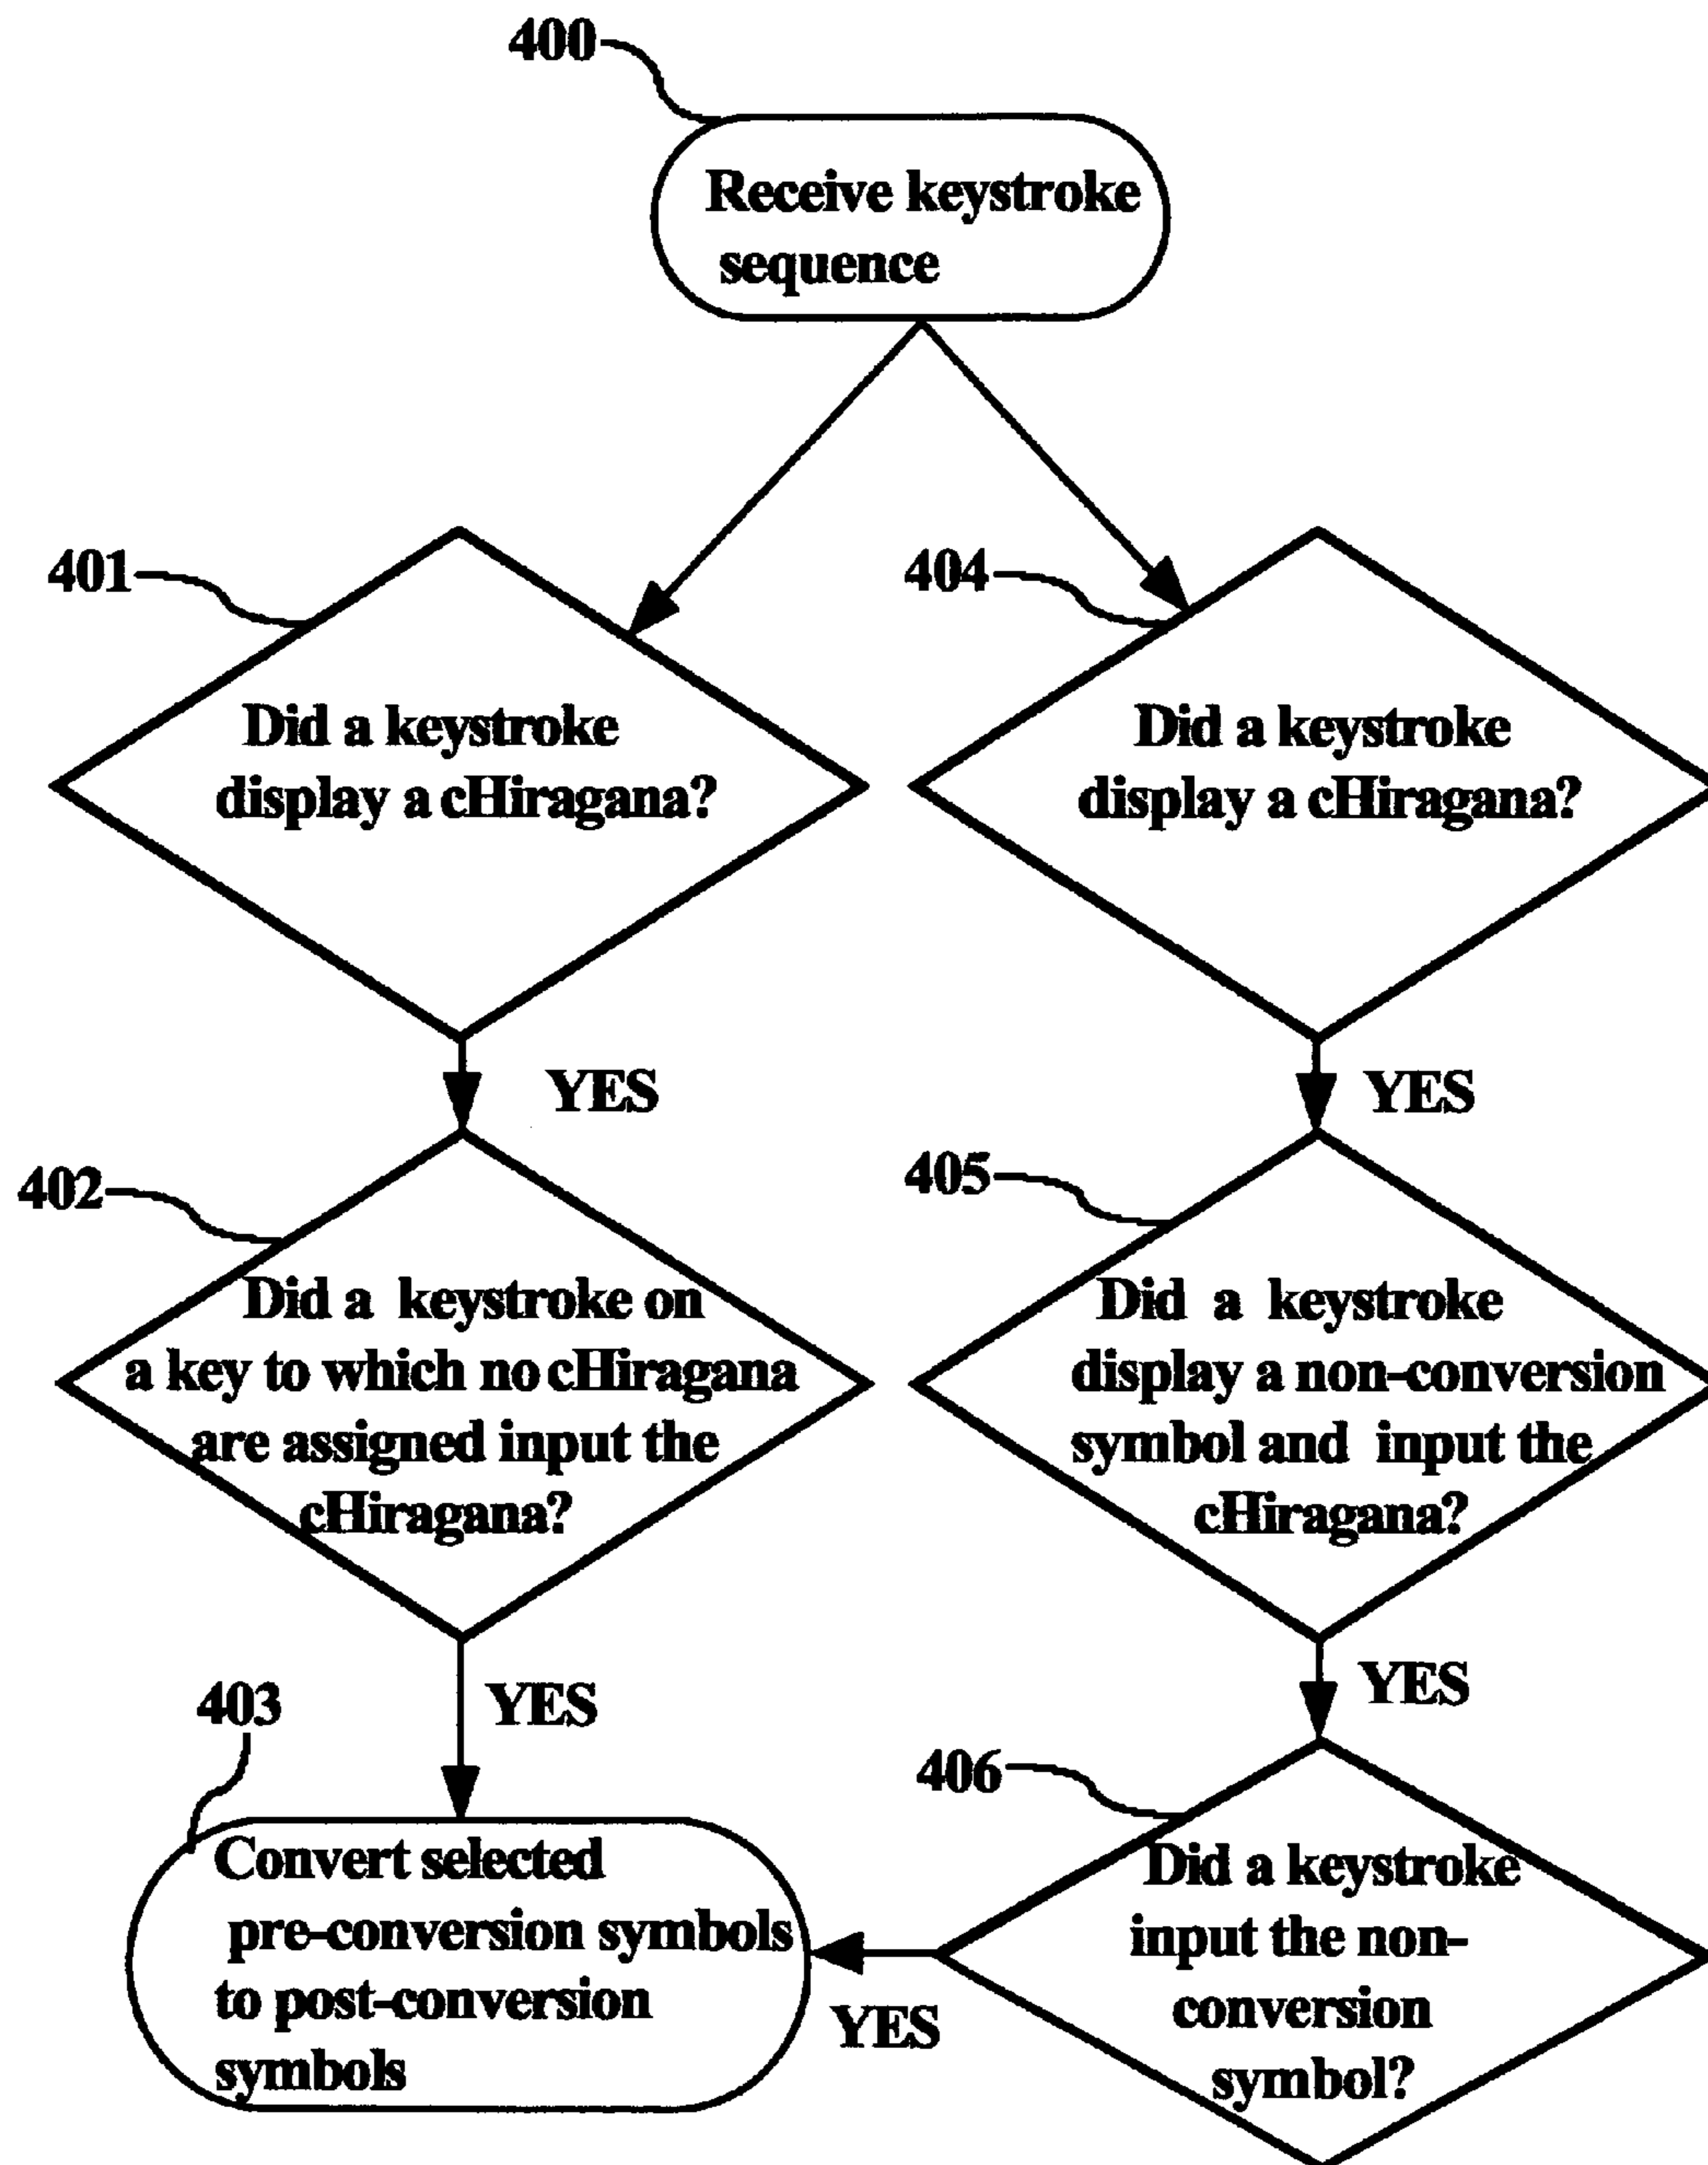 400
Receive keystroke
sequence
401
Did a keystroke
display a cHiragana?
404
Did a keystroke
display a cHiragana?
YES
YES
402
Did a keystroke on
a key to which no cHiragana
are assigned input the
cHiragana?
405
Did a keystroke
display a non-conversion
symbol and input the
cHiragana?
YES
YES
403
Convert selected
pre-conversion symbols
to post-conversion
symbols
406
Did a keystroke
input the non-
conversion
symbol?
YES